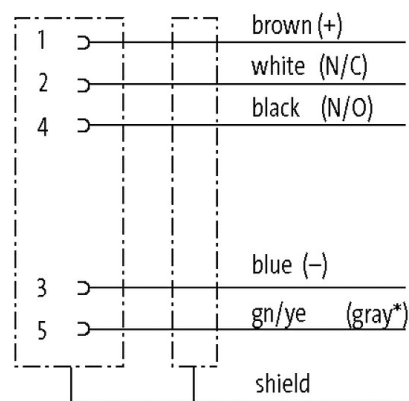 1 brown (+)
2 white (N/C)
4 black (N/O)
3 blue (–)
5 gn/ye (gray*)
shield